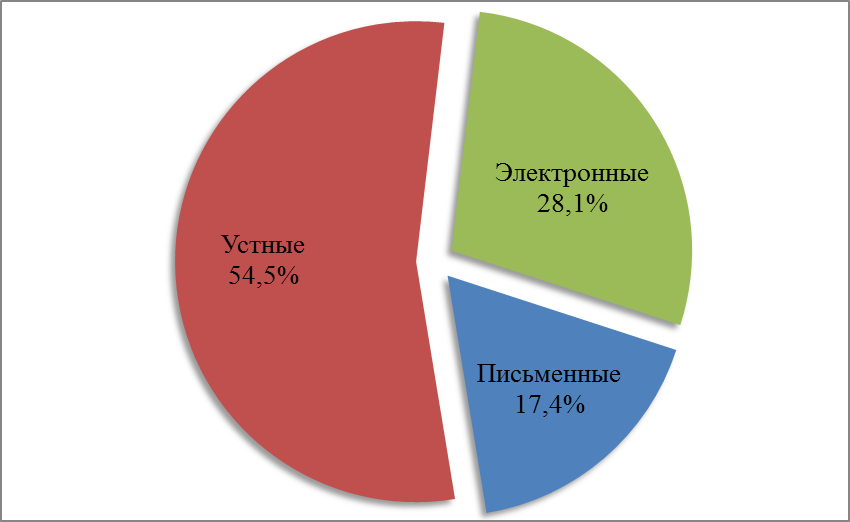 Электронные
28,1%
Устные
54,5%
Письменные
17,4%